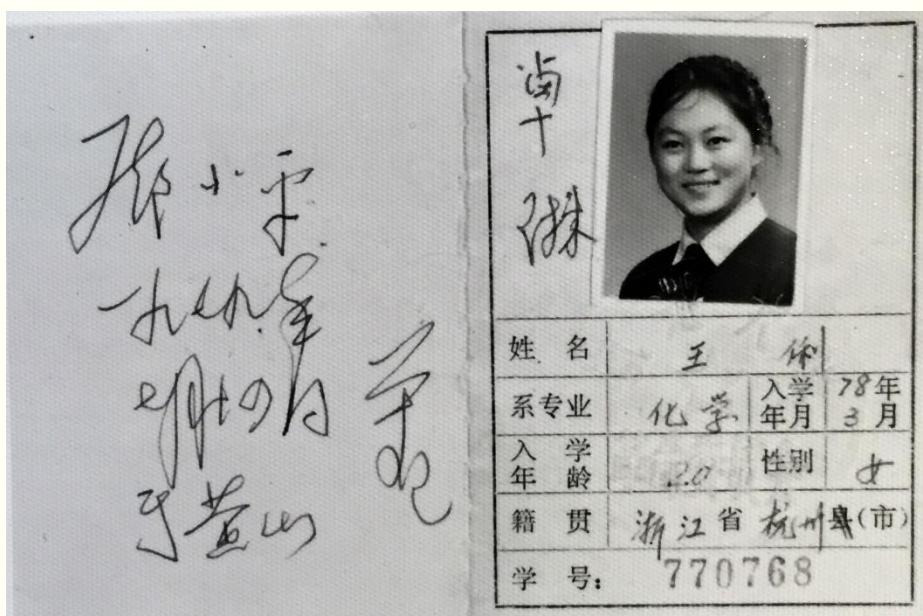 邓小平
一九七九年
七月十四日
于黄山
卓琳
姓 名 王
系专业 化学 入学年月 78年3月
入学年龄 20 性别 女
籍 贯 浙江省杭州县(市)
学 号: 770768